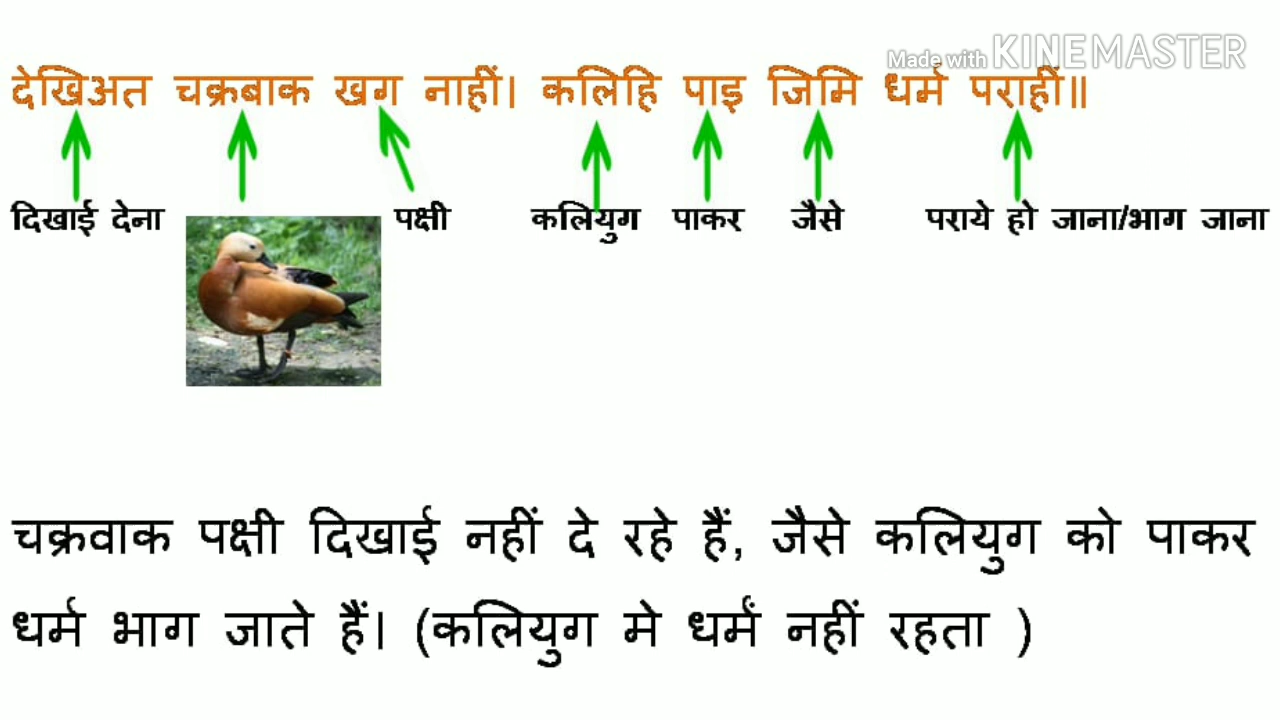 Made with KINEMASTER
देखिअत चक्रबाक खग नाहीं। कलिहि पाइ जिमि धर्म पराहीं॥
दिखाई देना पक्षी कलियुग पाकर जैसे पराये हो जाना/भाग जाना
चक्रवाक पक्षी दिखाई नहीं दे रहे हैं, जैसे कलियुग को पाकर
धर्म भाग जाते हैं। (कलियुग मे धर्मं नहीं रहता )